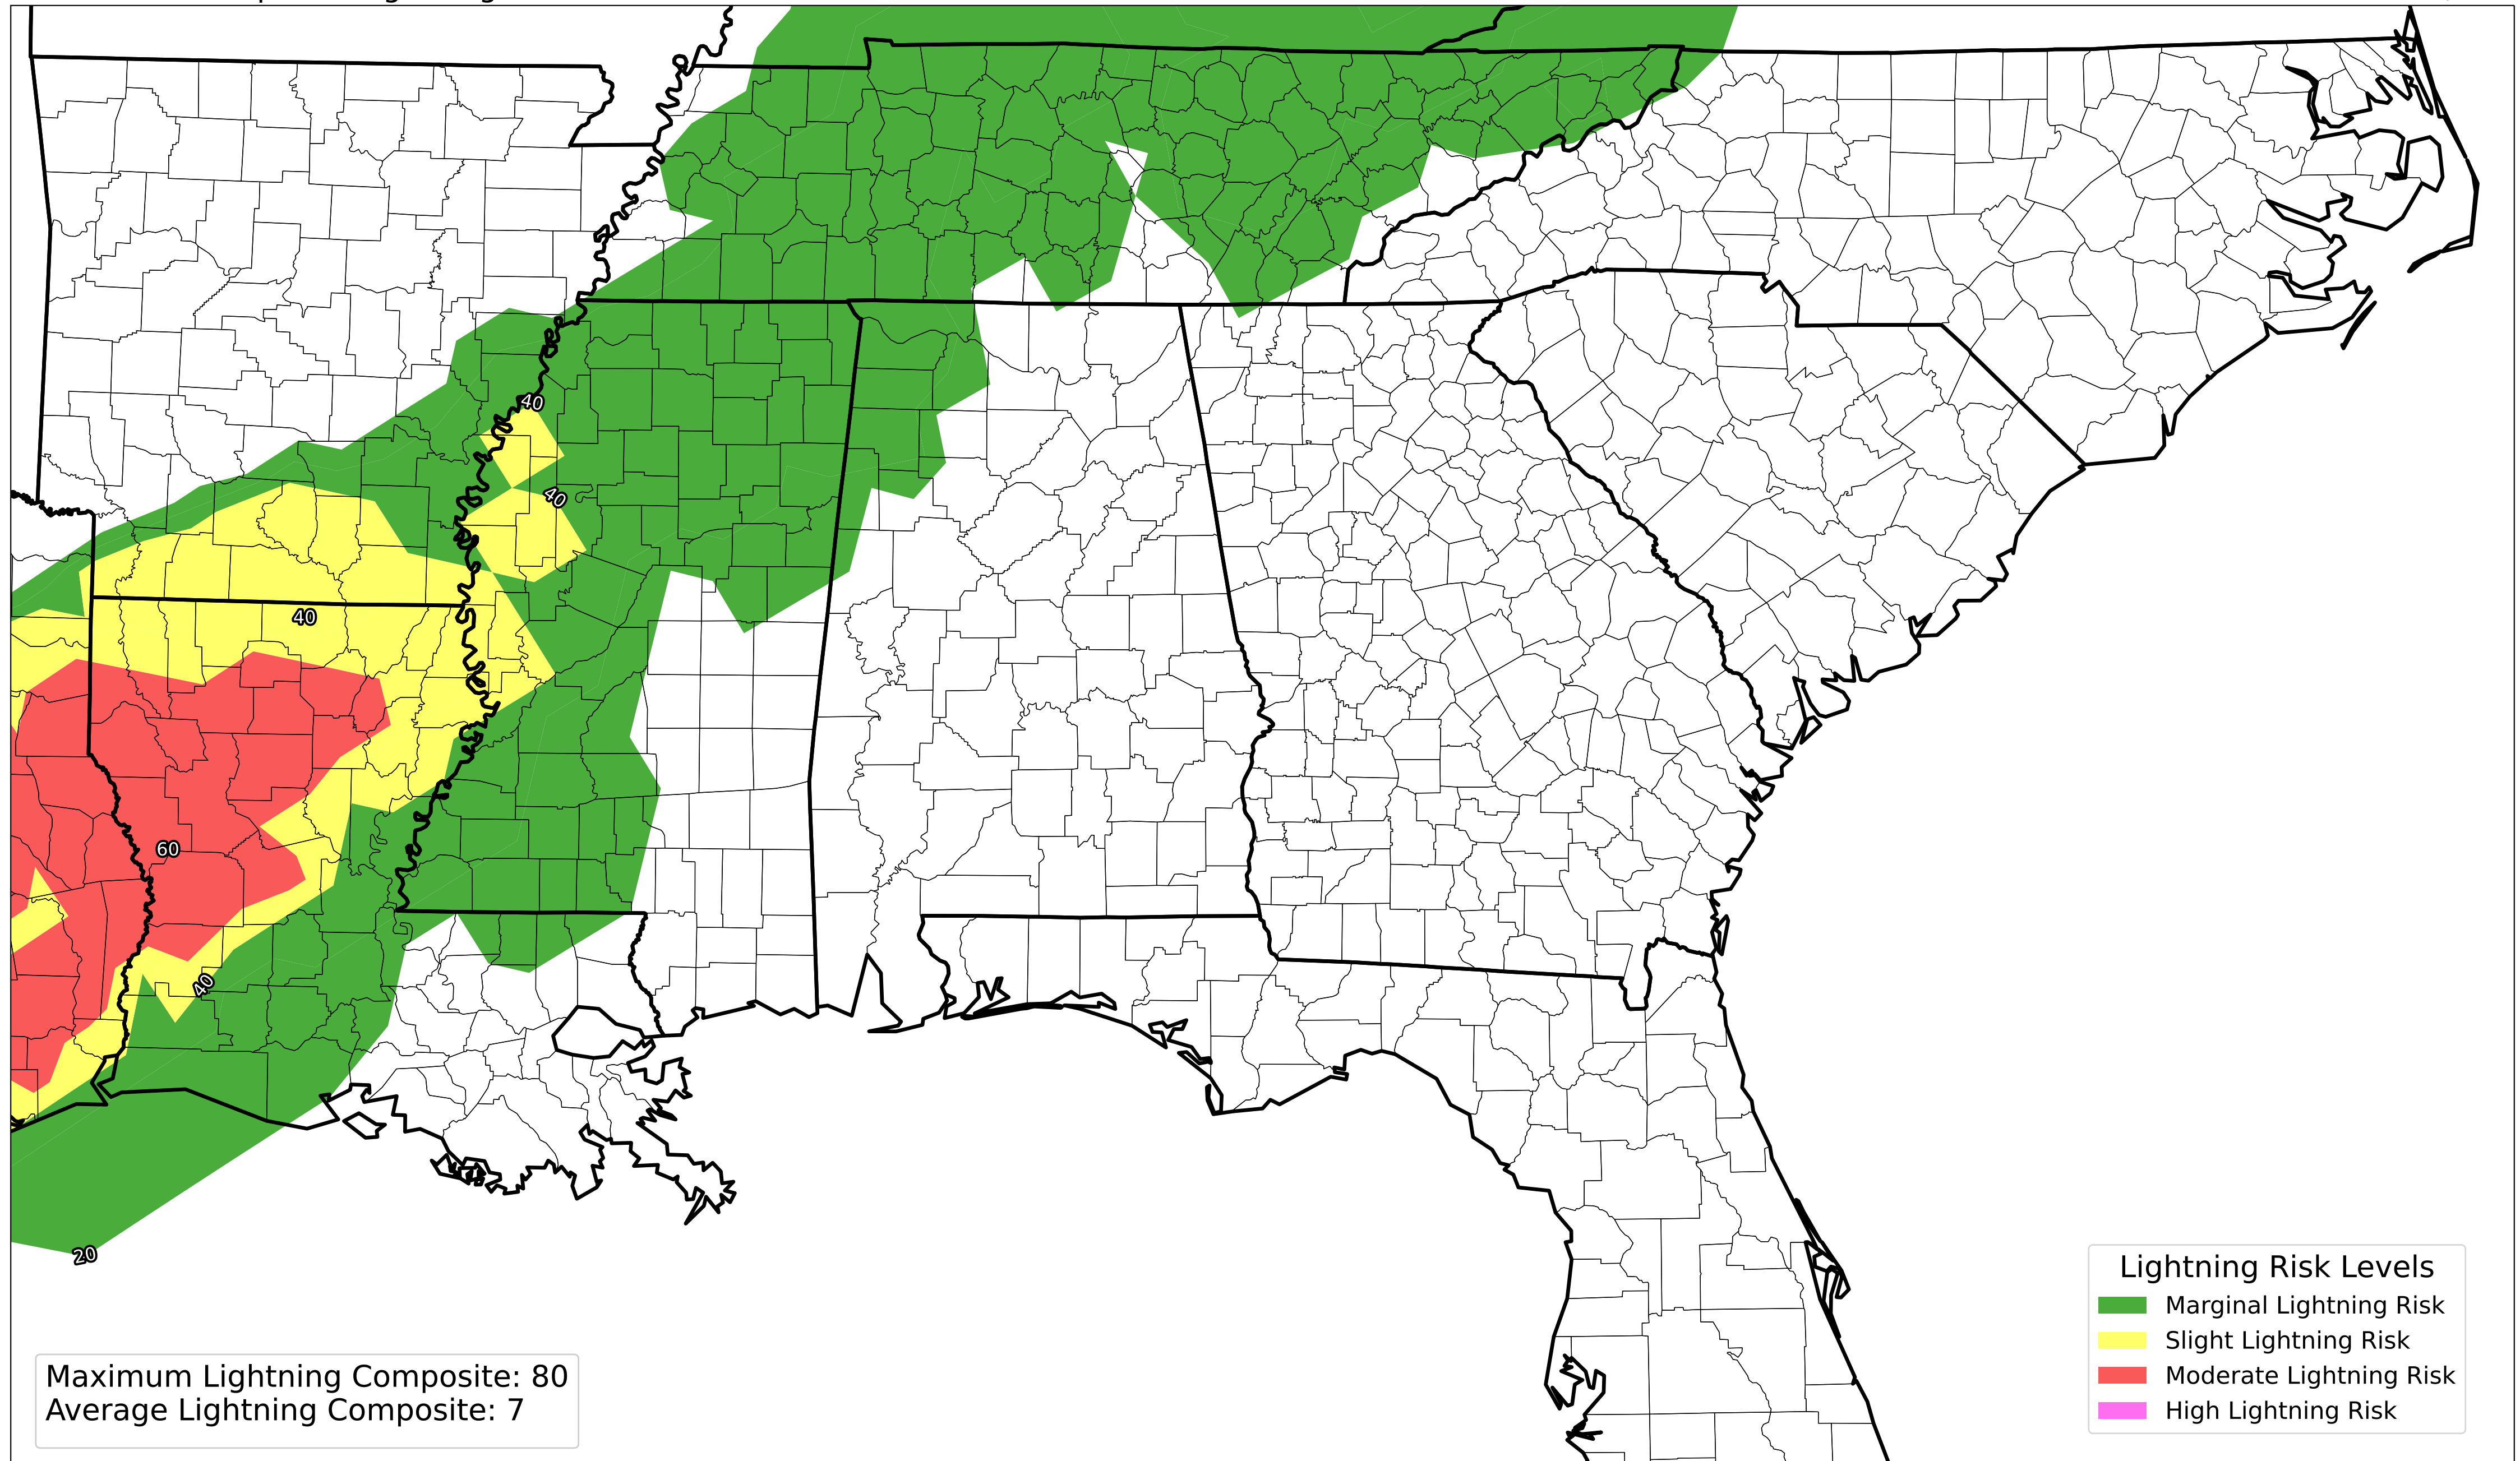 40
40
40
60
40
20
Lightning Risk Levels
Marginal Lightning Risk
Slight Lightning Risk
Moderate Lightning Risk
High Lightning Risk
Maximum Lightning Composite: 80
Average Lightning Composite: 7